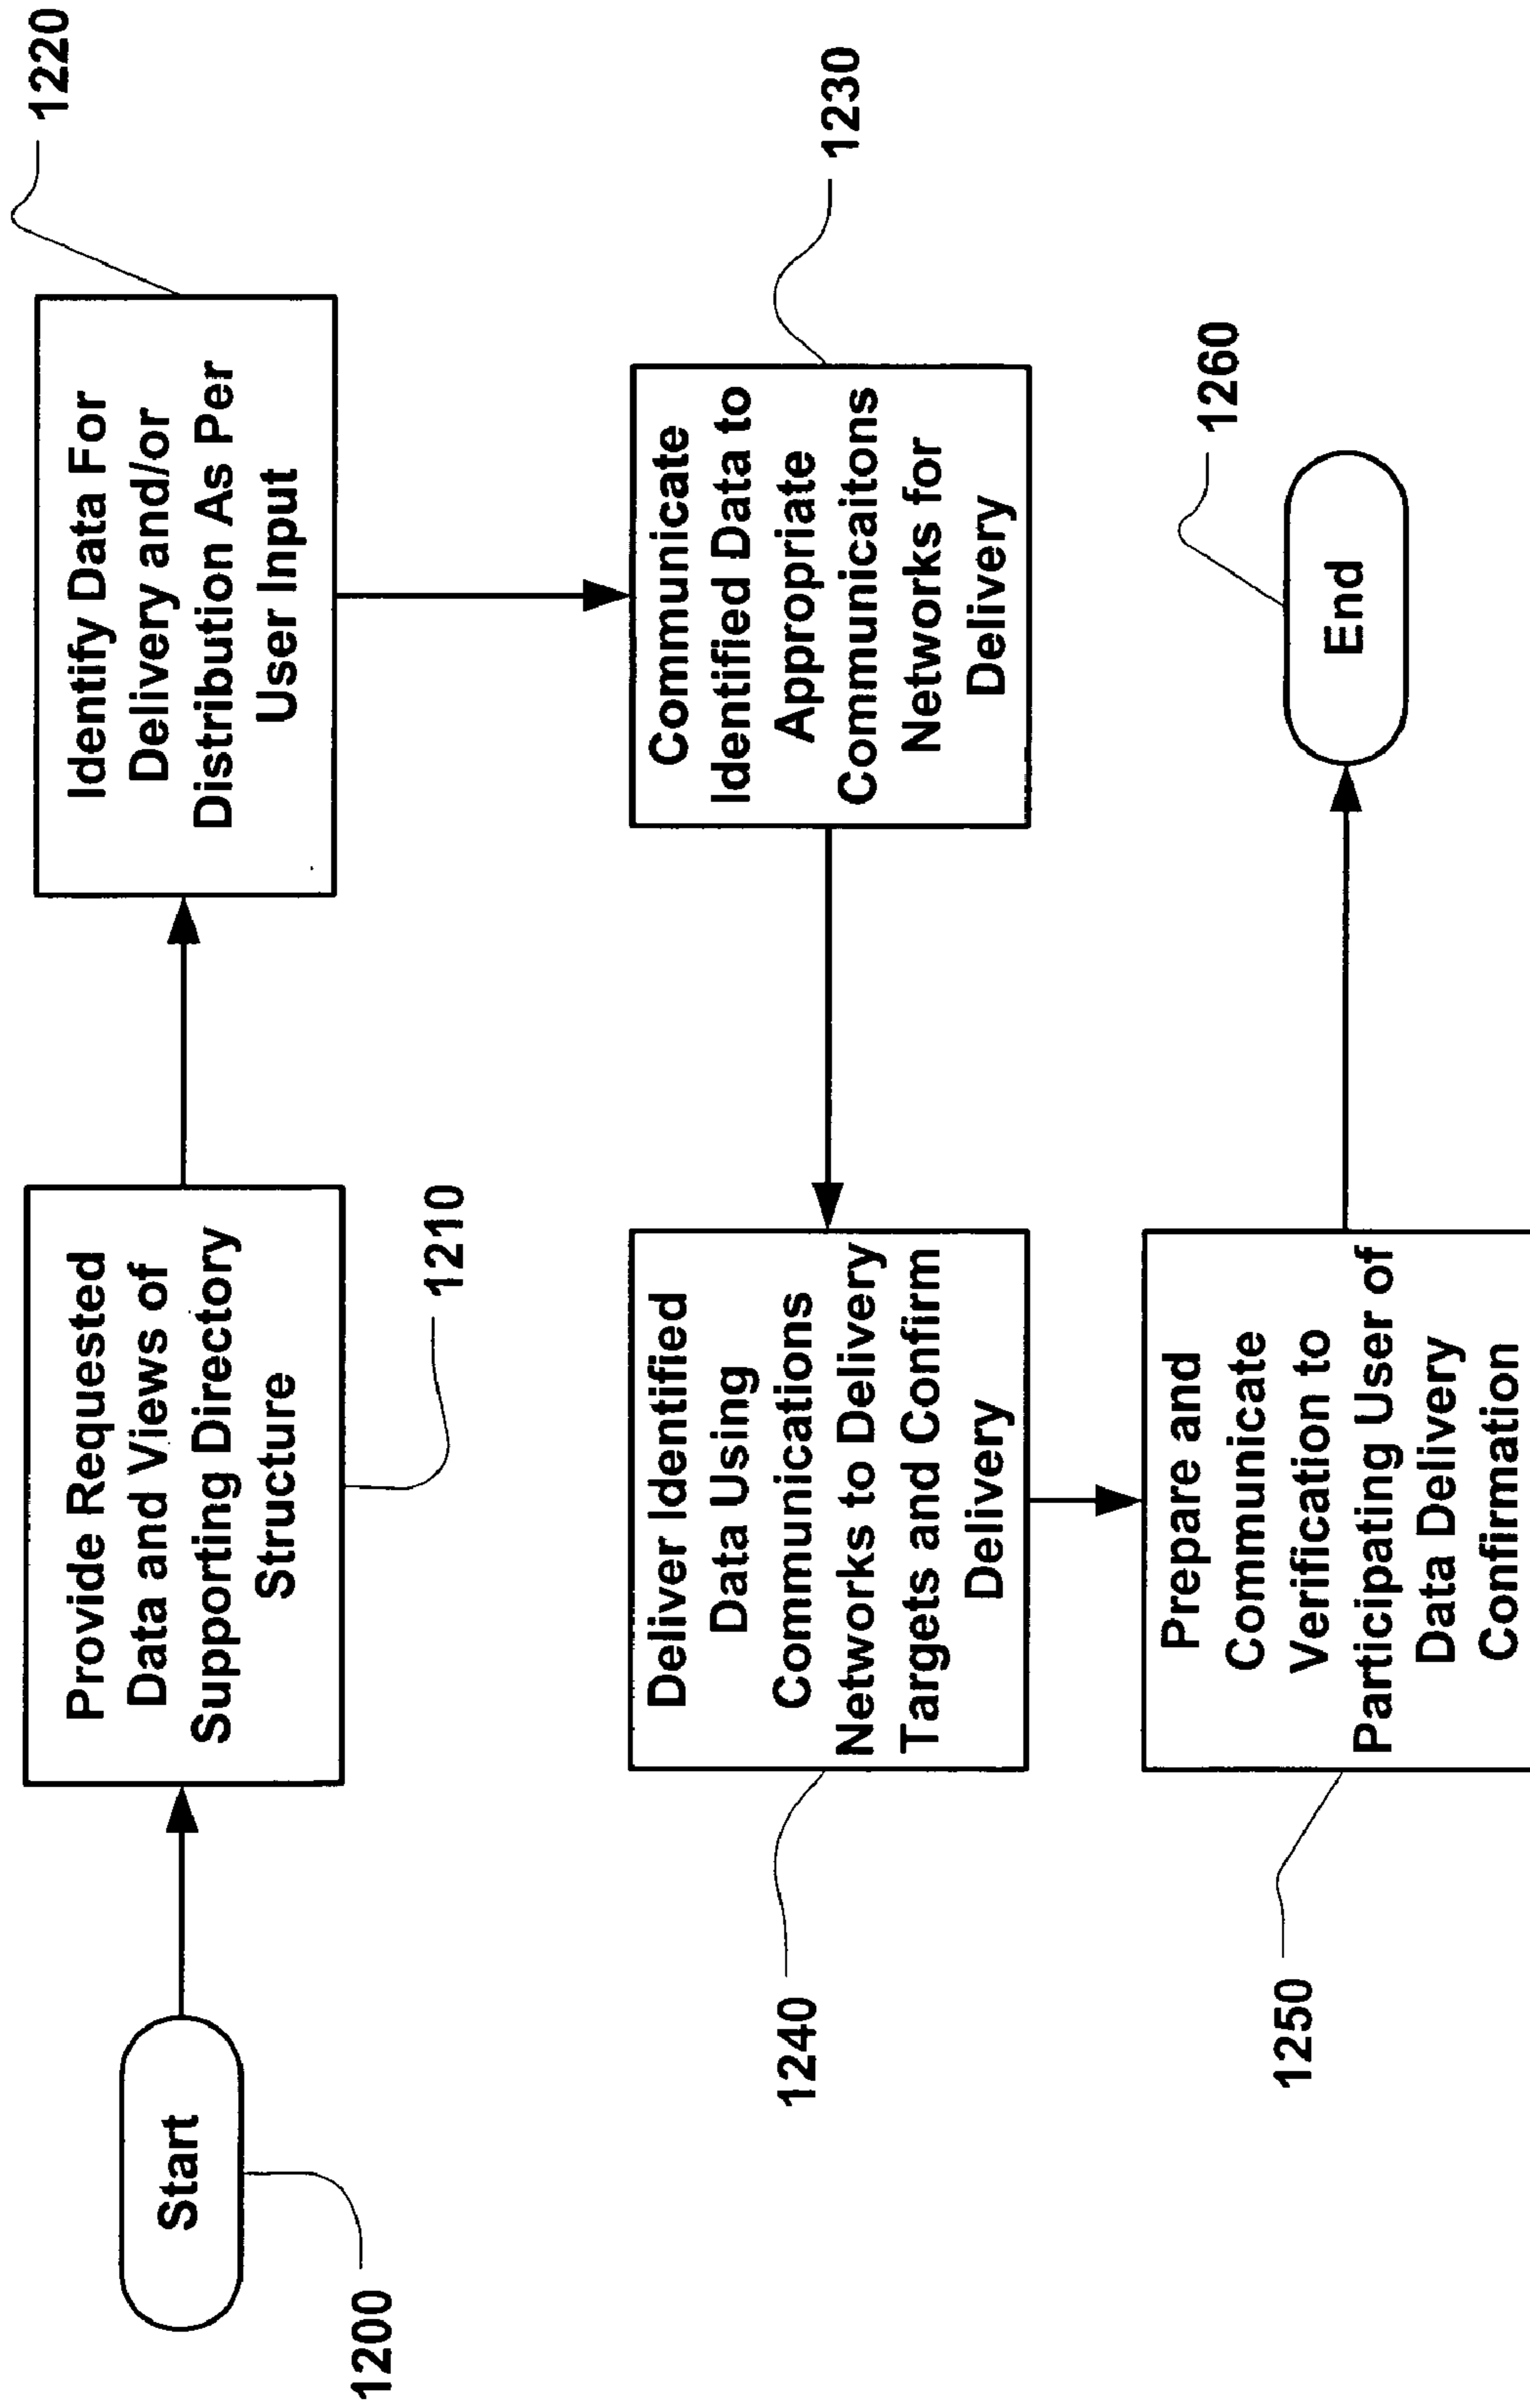 Start
1200
Provide Requested
Data and Views of
Supporting Directory
Structure
1210
Identify Data For
Delivery and/or
Distribution As Per
User Input
1220
Communicate
Identified Data to
Appropriate
Communicaitons
Networks for
Delivery
1230
Deliver Identified
Data Using
Communications
Networks to Delivery
Targets and Confirm
Delivery
1240
Prepare and
Communicate
Verification to
Participating User of
Data Delivery
Confirmation
1250
End
1260